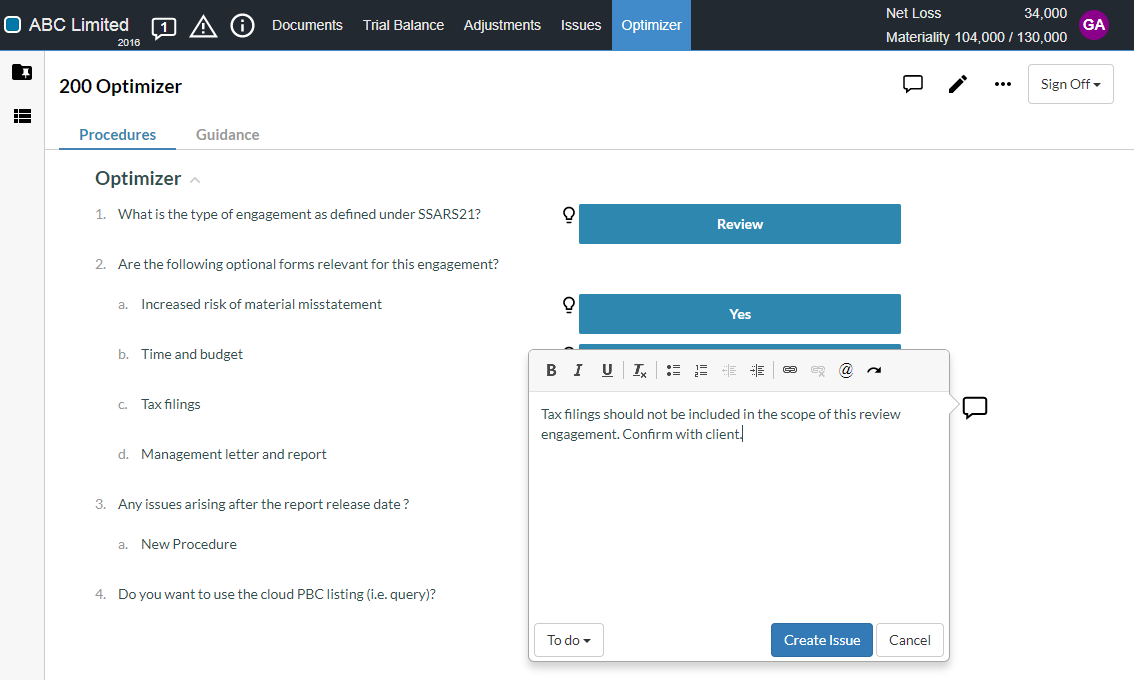 ABC Limited
2016
1
Documents
Trial Balance
Adjustments
Issues
Optimizer
Net Loss 34,000
Materiality 104,000 / 130,000
GA
200 Optimizer
Sign Off
Procedures
Guidance
Optimizer
1. What is the type of engagement as defined under SSARS21?
Review
2. Are the following optional forms relevant for this engagement?
a. Increased risk of material misstatement
Yes
b. Time and budget
B I U Tx @
c. Tax filings
Tax filings should not be included in the scope of this review
engagement. Confirm with client.
d. Management letter and report
3. Any issues arising after the report release date ?
a. New Procedure
4. Do you want to use the cloud PBC listing (i.e. query)?
To do
Create Issue
Cancel